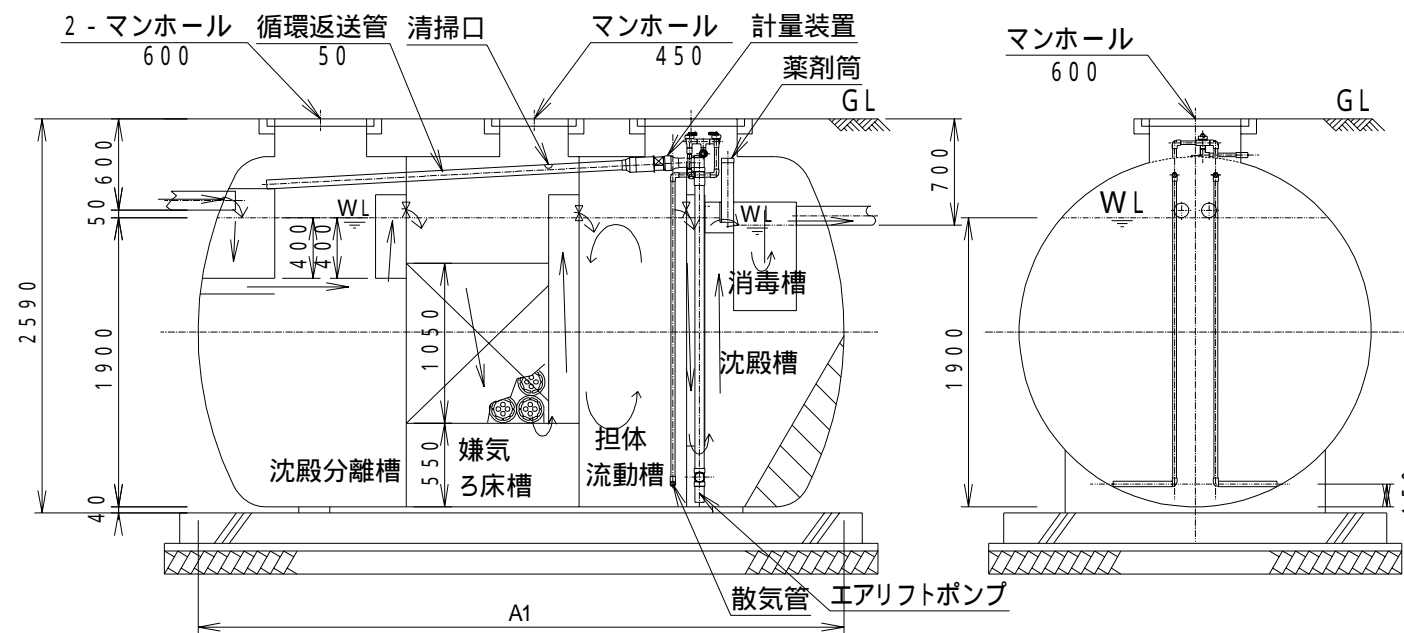 2-マンホール
600
循環返送管
50
清掃口
マンホール
450
計量装置
薬剤筒
GL
マンホール
600
GL
2590
600
50
1900
40
WL
400
400
1050
550
WL
700
WL
1900
消毒槽
沈殿槽
沈殿分離槽
嫌気
ろ床槽
担体
流動槽
散気管
エアリフトポンプ
A1